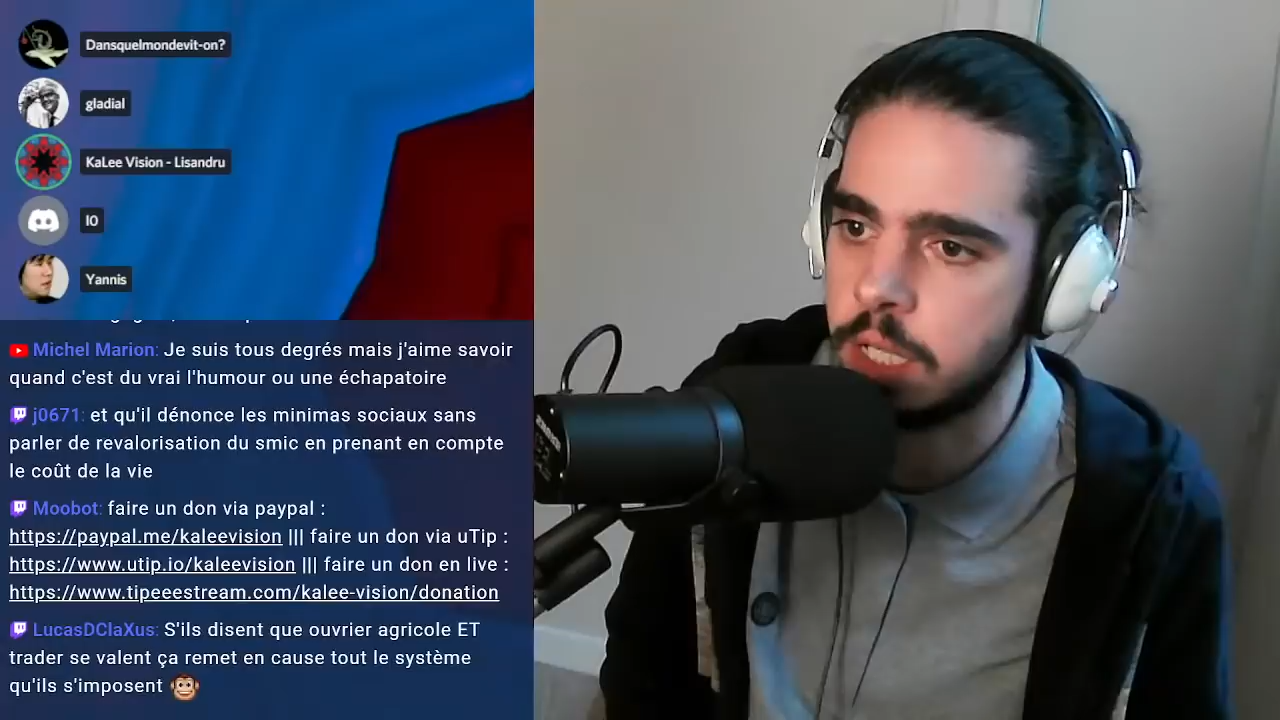 Dansquelmondevit-on?
gladial
KaLee Vision - Lisandru
IO
Yannis
Michel Marion: Je suis tous degrés mais j'aime savoir
quand c'est du vrai l'humour ou une échapatoire
j0671: et qu'il dénonce les minimas sociaux sans
parler de revalorisation du smic en prenant en compte
le coût de la vie
Moobot: faire un don via paypal :
https://paypal.me/kaleevision ||| faire un don via uTip :
https://www.utip.io/kaleevision ||| faire un don en live :
https://www.tipeeestream.com/kalee-vision/donation
LucasDClaXus: S'ils disent que ouvrier agricole ET
trader se valent ça remet en cause tout le système
qu'ils s'imposent